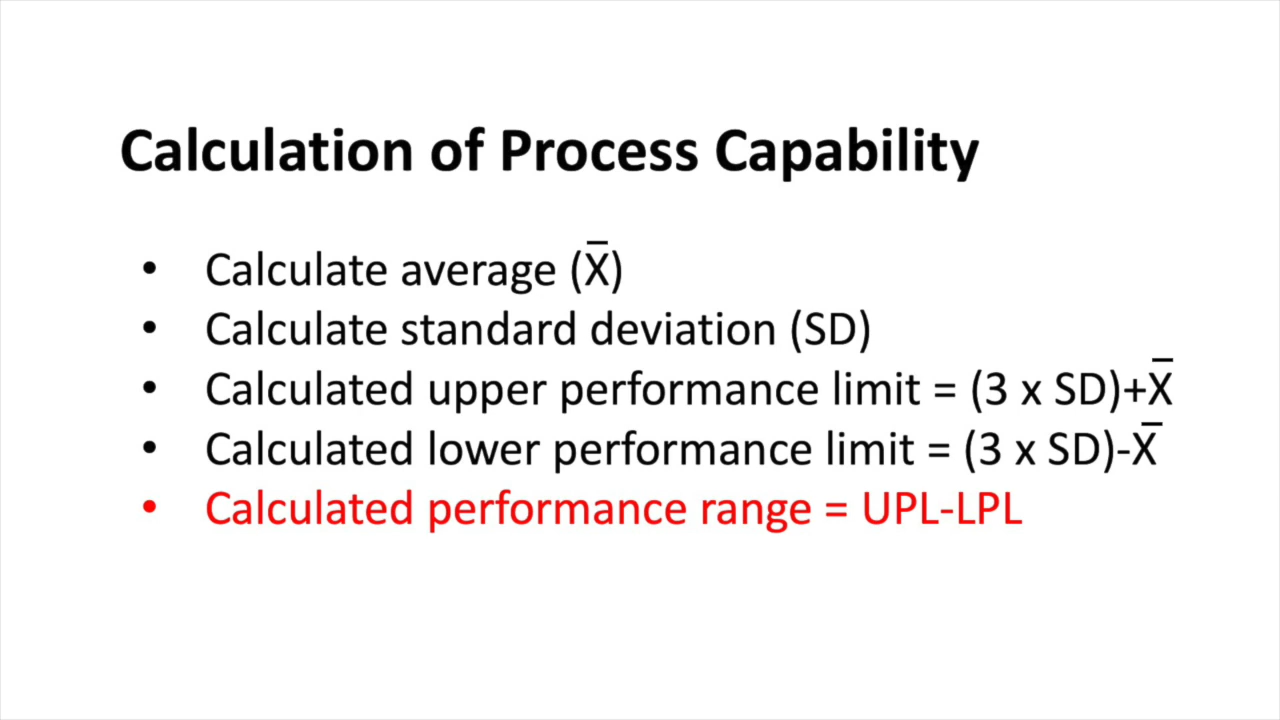 Calculation of Process Capability
• Calculate average (X̅)
• Calculate standard deviation (SD)
• Calculated upper performance limit = (3 x SD)+X̅
• Calculated lower performance limit = (3 x SD)-X̅
• Calculated performance range = UPL-LPL